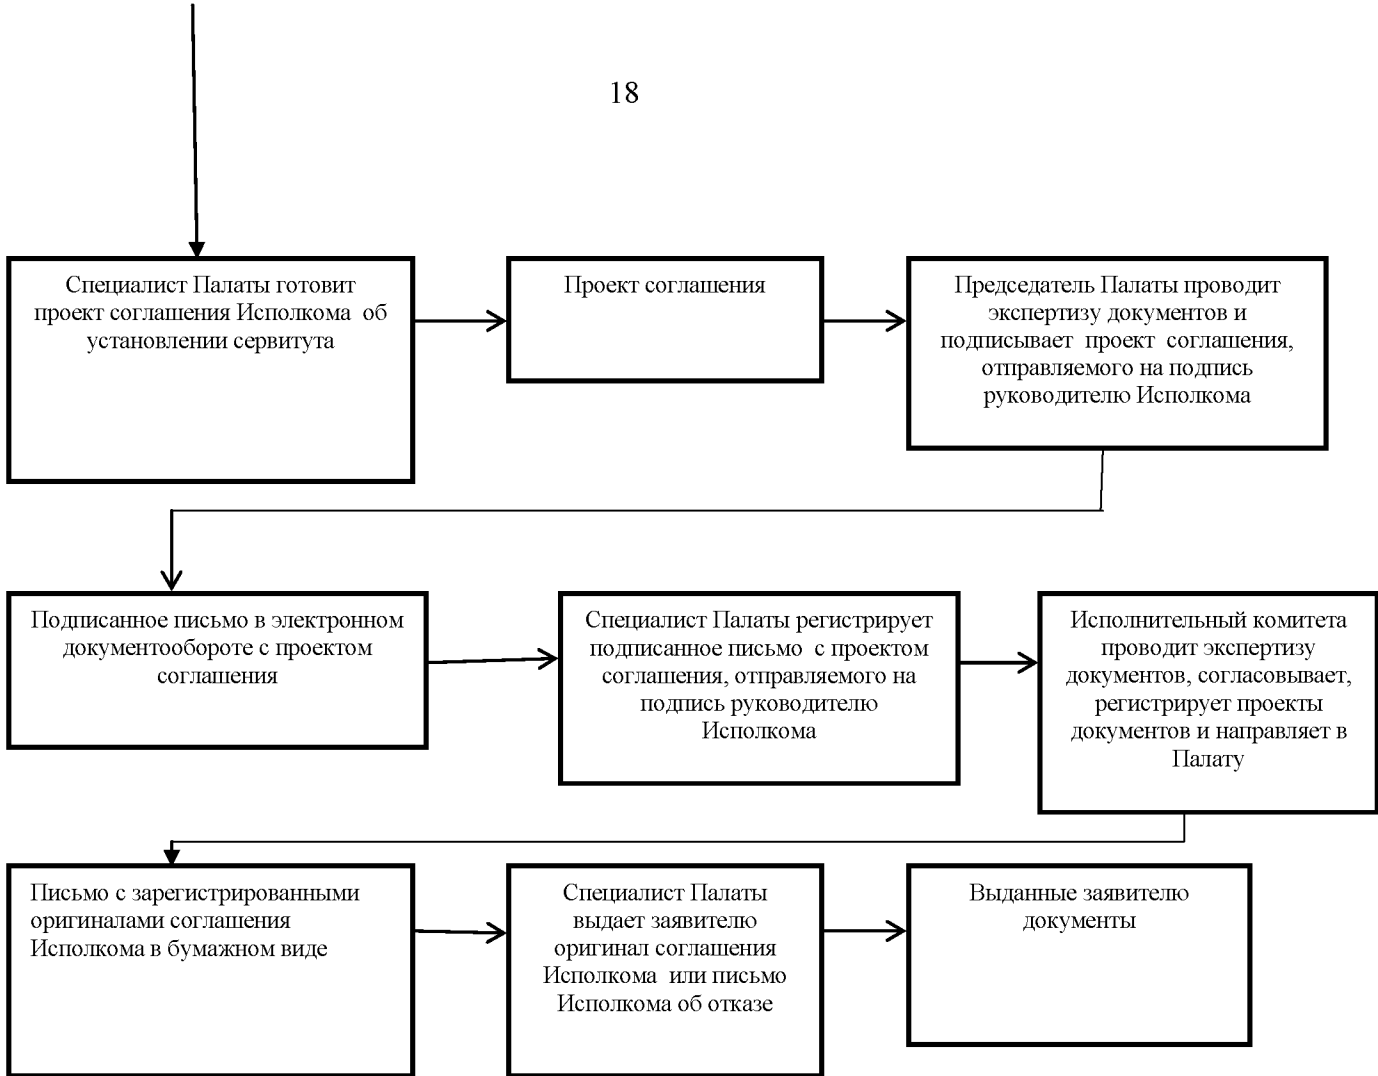 18
Специалист Палаты готовит
проект соглашения Исполкома об
установлении сервитута
Проект соглашения
Председатель Палаты проводит
экспертизу документов и
подписывает проект соглашения,
отправляемого на подпись
руководителю Исполкома
Подписанное письмо в электронном
документообороте с проектом
соглашения
Специалист Палаты регистрирует
подписанное письмо с проектом
соглашения, отправляемого на
подпись руководителю
Исполкома
Исполнительный комитета
проводит экспертизу
документов, согласовывает,
регистрирует проекты
документов и направляет в
Палату
Письмо с зарегистрированными
оригиналами соглашения
Исполкома в бумажном виде
Специалист Палаты
выдает заявителю
оригинал соглашения
Исполкома или письмо
Исполкома об отказе
Выданные заявителю
документы